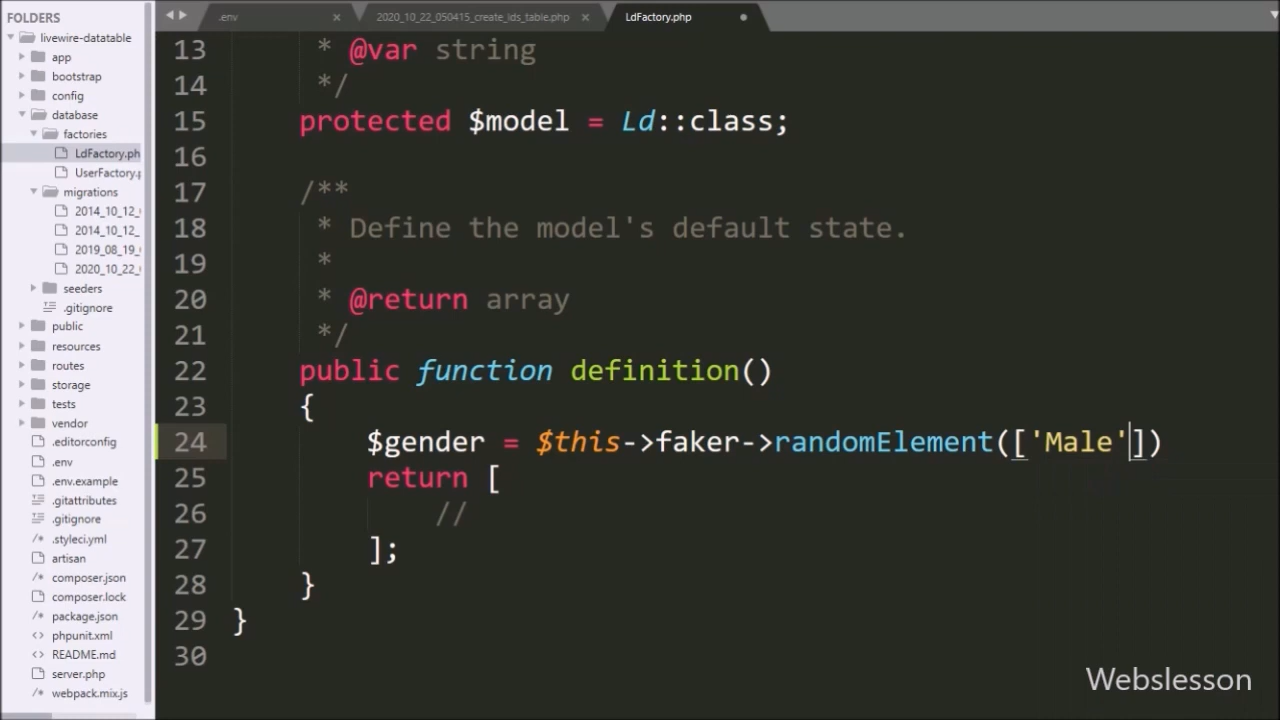 FOLDERS
livewire-datatable
app
bootstrap
config
database
factories
LdFactory.ph
UserFactory.p
migrations
2014_10_12_
2014_10_12_
2019_08_19_
2020_10_22_
seeders
.gitignore
public
resources
routes
storage
tests
vendor
.editorconfig
.env
.env.example
.gitattributes
.gitignore
.styleci.yml
artisan
composer.json
composer.lock
package.json
phpunit.xml
README.md
server.php
webpack.mix.js
.env
2020_10_22_050415_create_lds_table.php
LdFactory.php
13 * @var string
14 */
15 protected $model = Ld::class;
16
17 /**
18 * Define the model's default state.
19 *
20 * @return array
21 */
22 public function definition()
23 {
24 $gender = $this->faker->randomElement(['Male'])
25 return [
26 //
27 ];
28 }
29 }
30
Webslesson